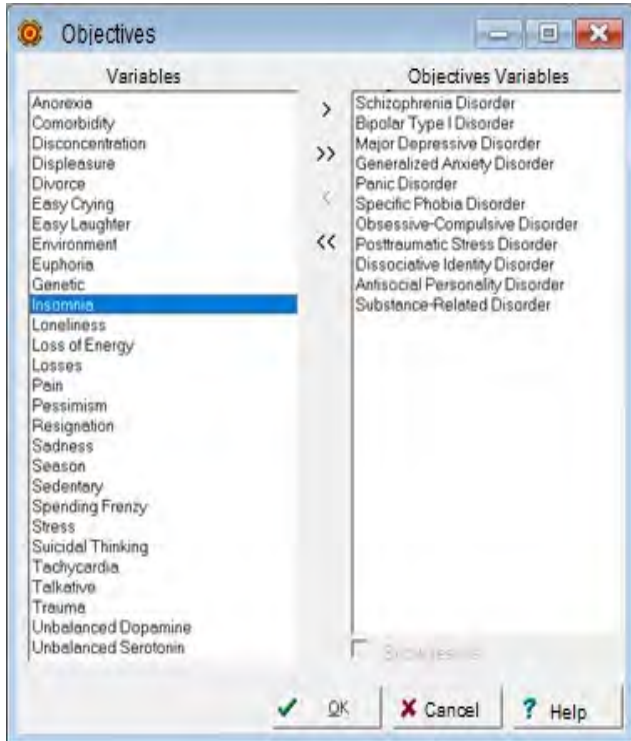 Objectives
Variables
Anorexia
Comorbidity
Disconcentration
Displeasure
Divorce
Easy Crying
Easy Laughter
Environment
Euphoria
Genetic
Insomnia
Loneliness
Loss of Energy
Losses
Pain
Pessimism
Resignation
Sadness
Season
Sedentary
Spending Frenzy
Stress
Suicidal Thinking
Tachycardia
Talkative
Trauma
Unbalanced Dopamine
Unbalanced Serotonin
>
>>
<
<<
Objectives Variables
Schizophrenia Disorder
Bipolar Type I Disorder
Major Depressive Disorder
Generalized Anxiety Disorder
Panic Disorder
Specific Phobia Disorder
Obsessive-Compulsive Disorder
Posttraumatic Stress Disorder
Dissociative Identity Disorder
Antisocial Personality Disorder
Substance-Related Disorder
OK
Cancel
? Help